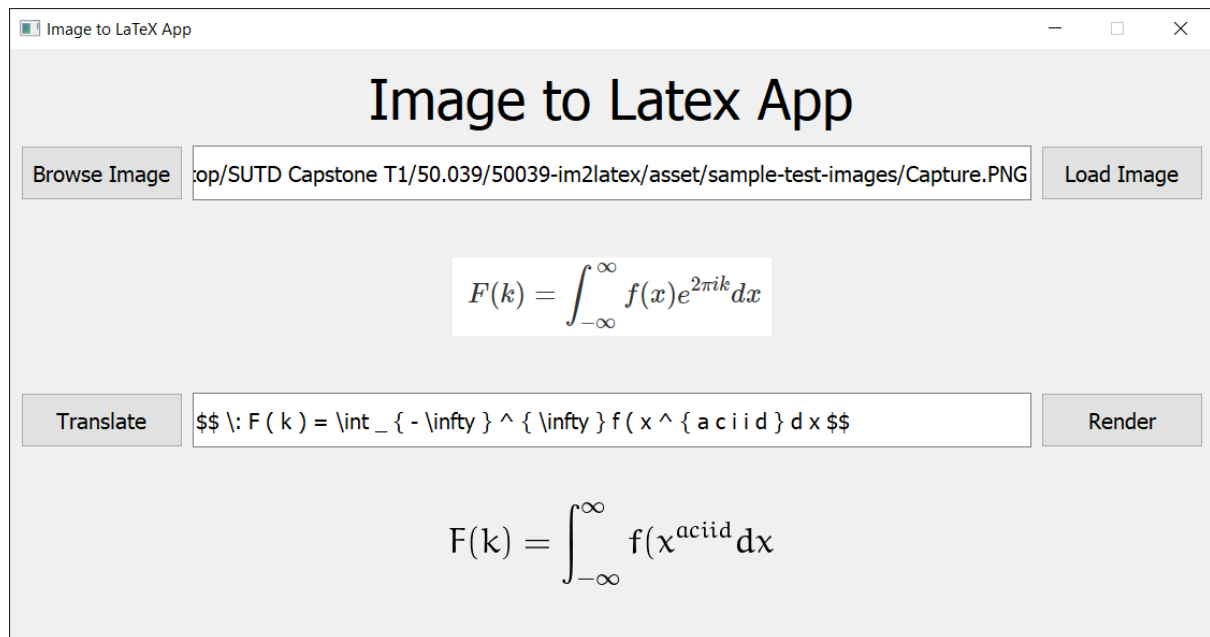 Image to LaTeX App
Image to Latex App
Browse Image :op/SUTD Capstone T1/50.039/50039-im2latex/asset/sample-test-images/Capture.PNG Load Image
F(k) = ∫_{-∞}^{∞} f(x)e^{2πik}dx
Translate $$ \: F ( k ) = \int _ { - \infty } ^ { \infty } f ( x ^ { a c i i d } d x $$ Render
F(k) = ∫_{-∞}^{∞} f(x^{aciid}dx